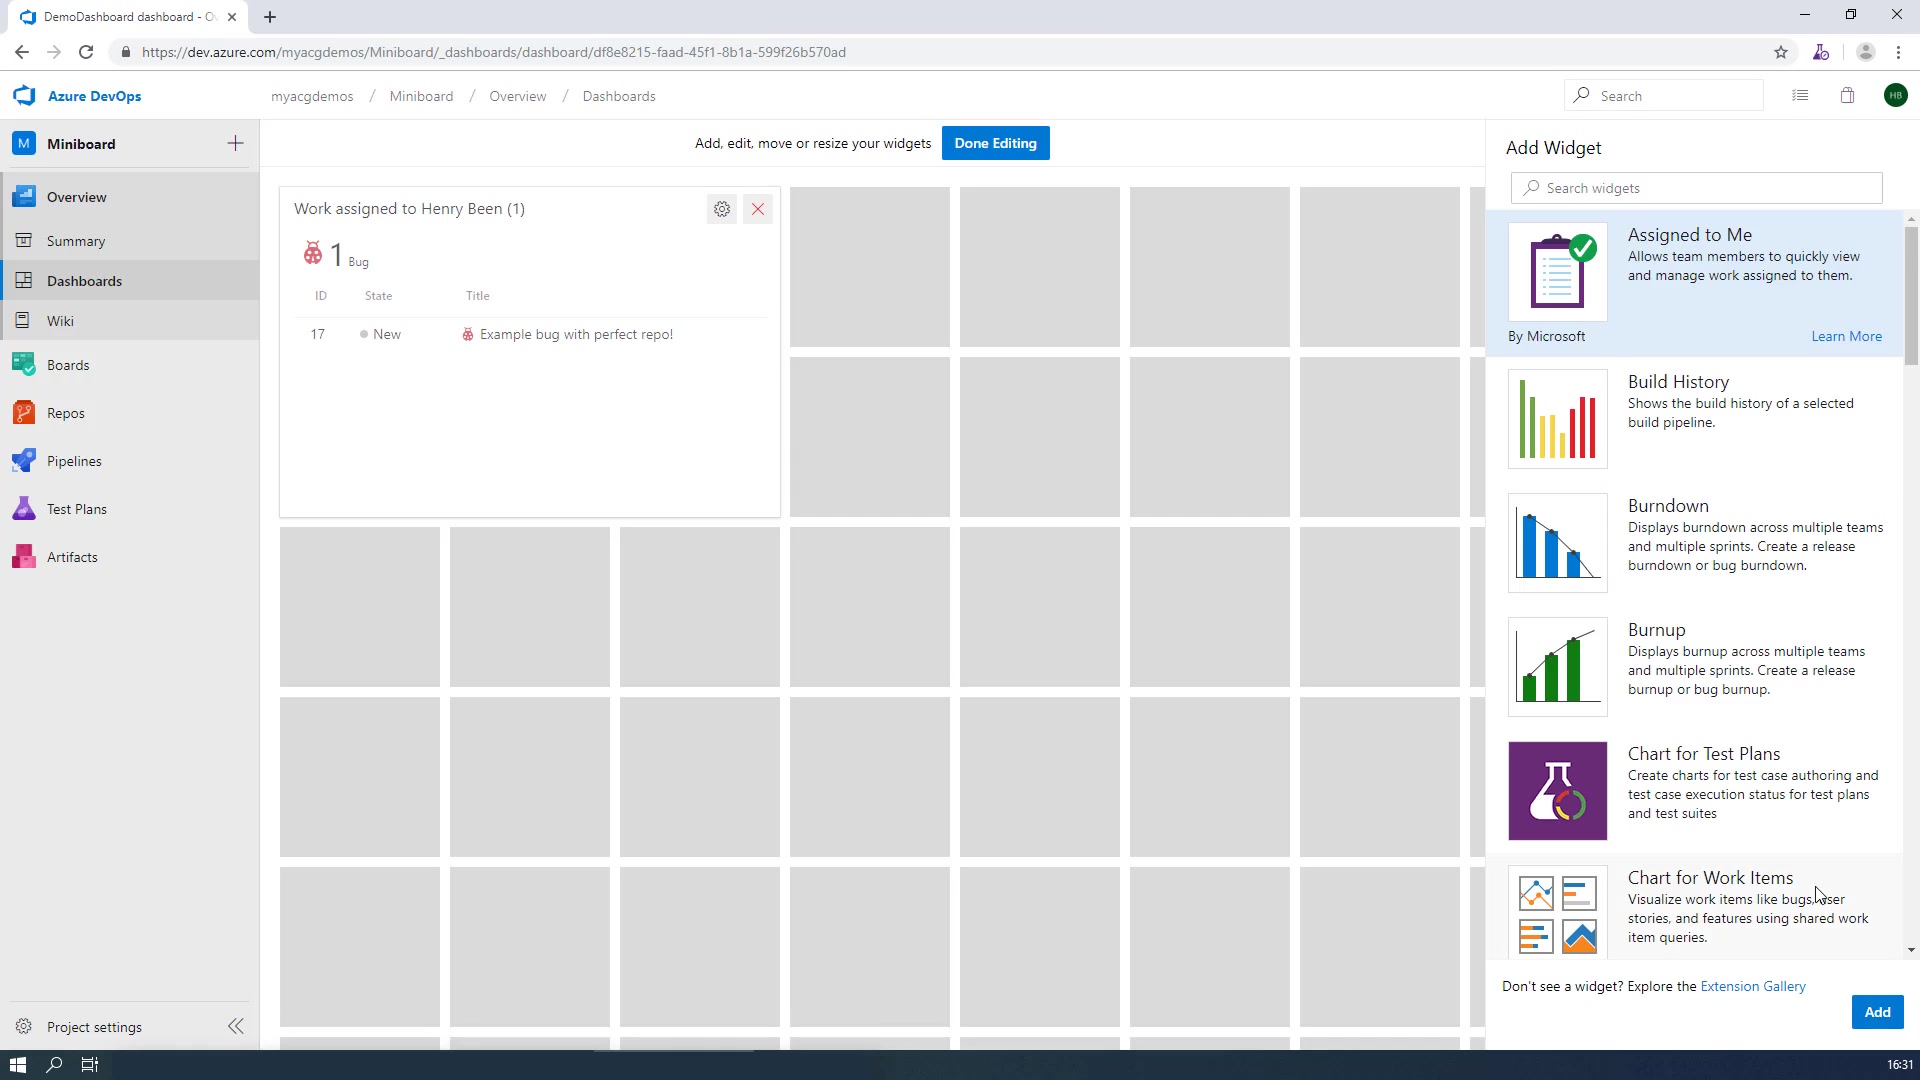 DemoDashboard dashboard - Ov
https://dev.azure.com/myacgdemos/Miniboard/_dashboards/dashboard/df8e8215-faad-45f1-8b1a-599f26b570ad
Azure DevOps
myacgdemos / Miniboard / Overview / Dashboards
Search
HB
M Miniboard
Add, edit, move or resize your widgets
Done Editing
Overview
Summary
Dashboards
Wiki
Boards
Repos
Pipelines
Test Plans
Artifacts
Project settings
Work assigned to Henry Been (1)
1 Bug
ID State Title
17 New Example bug with perfect repo!
Add Widget
Search widgets
Assigned to Me
Allows team members to quickly view
and manage work assigned to them.
By Microsoft Learn More
Build History
Shows the build history of a selected
build pipeline.
Burndown
Displays burndown across multiple teams
and multiple sprints. Create a release
burndown or bug burndown.
Burnup
Displays burnup across multiple teams
and multiple sprints. Create a release
burnup or bug burnup.
Chart for Test Plans
Create charts for test case authoring and
test case execution status for test plans
and test suites
Chart for Work Items
Visualize work items like bugs, user
stories, and features using shared work
item queries.
Don't see a widget? Explore the Extension Gallery
Add
16:31